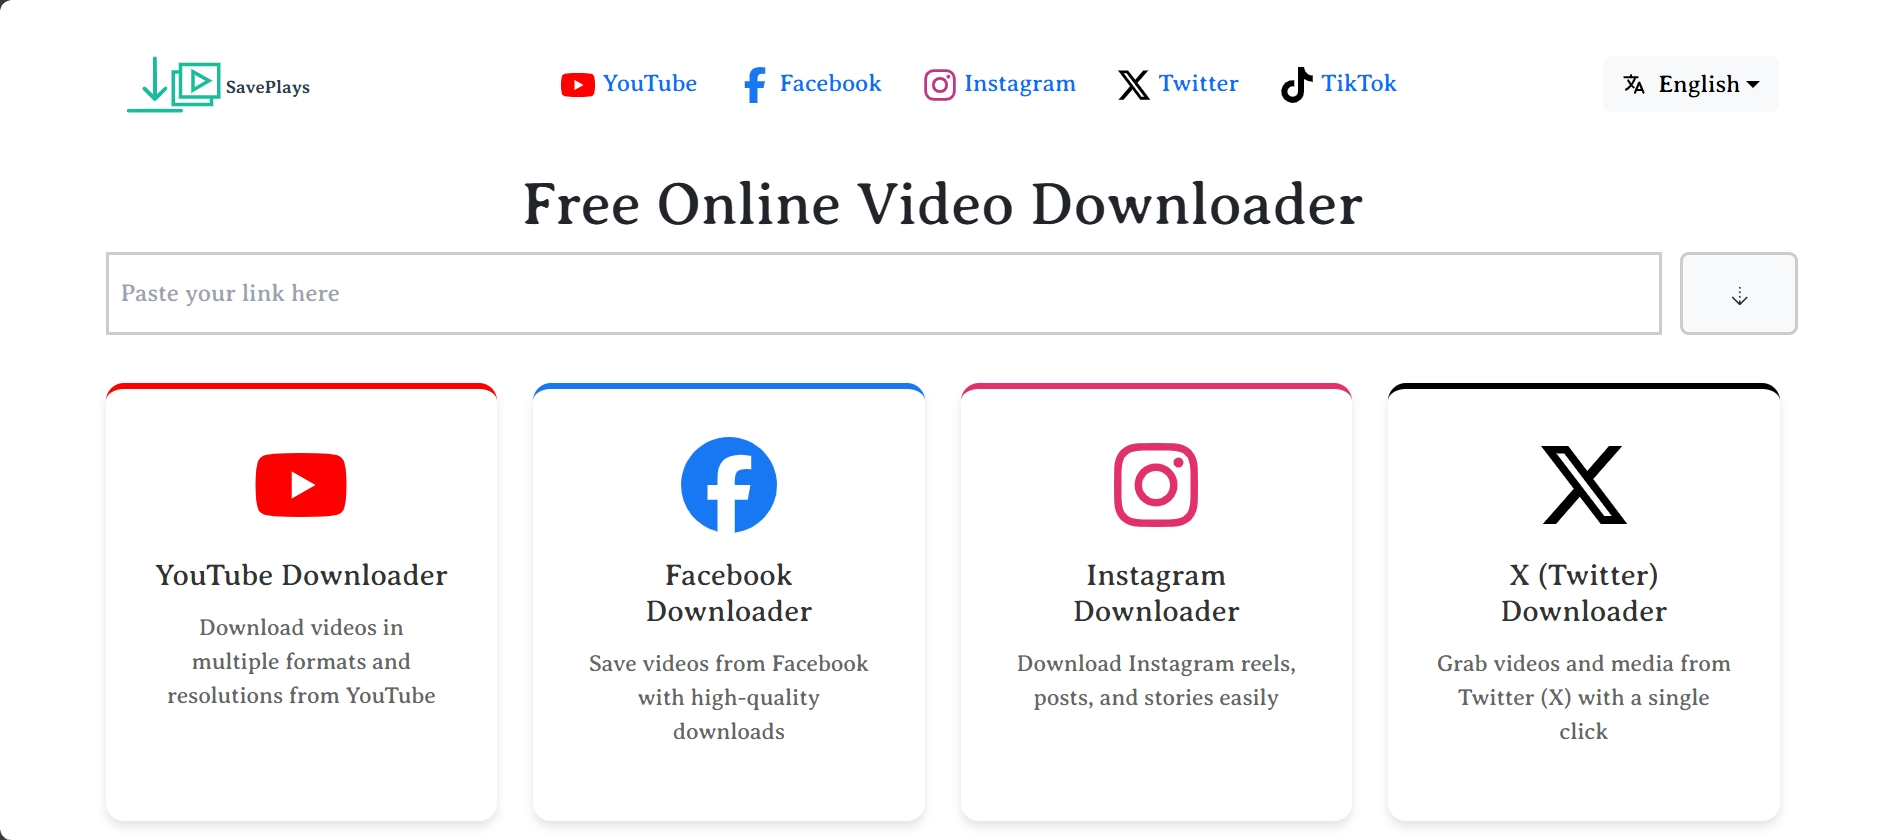 SavePlays
YouTube
Facebook
Instagram
Twitter
TikTok
English
Free Online Video Downloader
Paste your link here
YouTube Downloader
Download videos in
multiple formats and
resolutions from YouTube
Facebook
Downloader
Save videos from Facebook
with high-quality
downloads
Instagram
Downloader
Download Instagram reels,
posts, and stories easily
X (Twitter)
Downloader
Grab videos and media from
Twitter (X) with a single
click